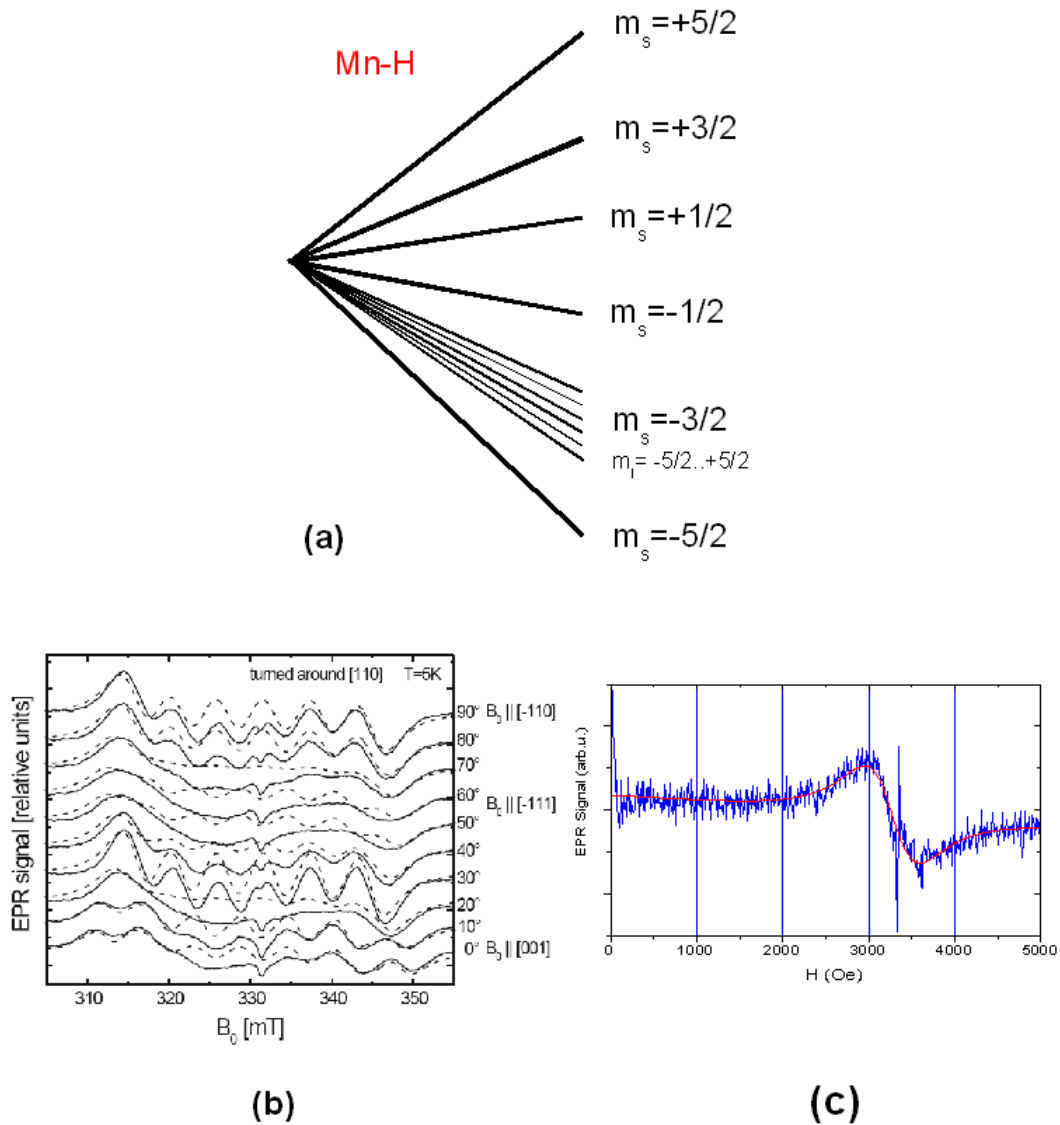 m_s=+5/2
Mn-H
m_s=+3/2
m_s=+1/2
m_s=-1/2
m_s=-3/2
m_I= -5/2..+5/2
m_s=-5/2
(a)
turned around [110] T=5K
90° B_0 || [-110]
80°
70°
60°
B_0 || [-111]
50°
40°
30°
20°
10°
0° B_0 || [001]
EPR signal [relative units]
310 320 330 340 350
B_0 [mT]
(b)
EPR Signal (arb.u.)
0 1000 2000 3000 4000 5000
H (Oe)
(c)